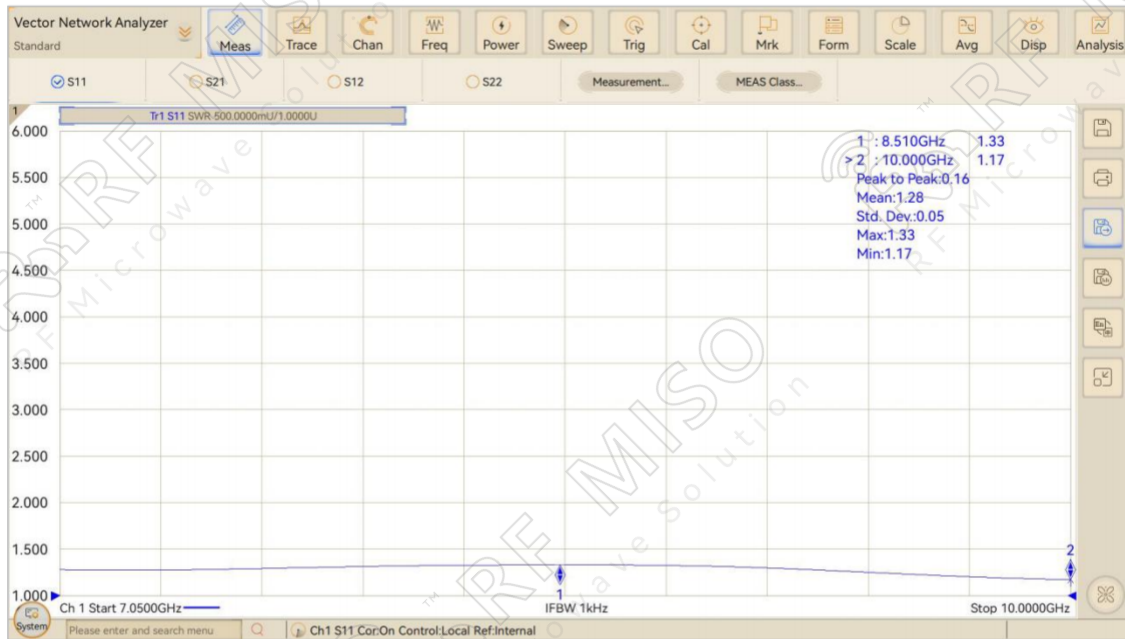 Vector Network Analyzer
Standard
Meas
Trace
Chan
Freq
Power
Sweep
Trig
Cal
Mrk
Form
Scale
Avg
Disp
Analysis
S11
S21
S12
S22
Measurement...
MEAS Class...
1
Tr1 S11 SWR 500.0000mU/1.0000U
6.000
5.500
5.000
4.500
4.000
3.500
3.000
2.500
2.000
1.500
1.000
1 : 8.510GHz 1.33
> 2 : 10.000GHz 1.17
Peak to Peak:0.16
Mean:1.28
Std. Dev.:0.05
Max:1.33
Min:1.17
1
2
Ch 1 Start 7.0500GHz
IFBW 1kHz
Stop 10.0000GHz
System
Please enter and search menu
Ch1 S11 Cor:On Control:Local Ref:Internal
RF MISO
RF Microwave Solution